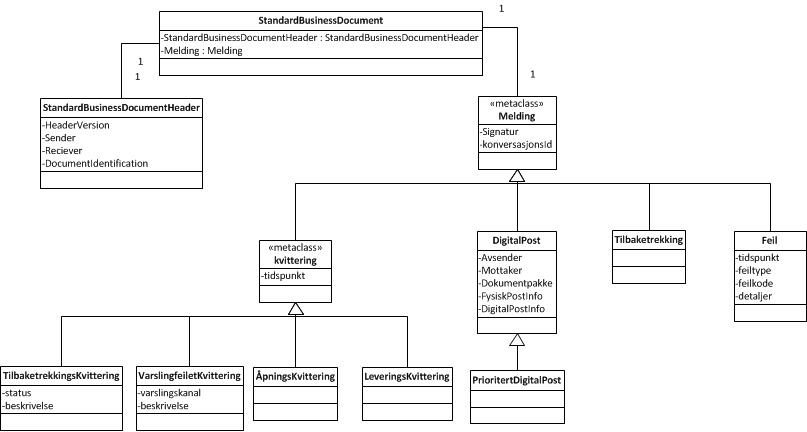 1
StandardBusinessDocument
-StandardBusinessDocumentHeader : StandardBusinessDocumentHeader
-Melding : Melding
1
1
1
StandardBusinessDocumentHeader
-HeaderVersion
-Sender
-Reciever
-DocumentIdentification
«metaclass»
Melding
-Signatur
-konversasjonsId
«metaclass»
kvittering
-tidspunkt
DigitalPost
-Avsender
-Mottaker
-Dokumentpakke
-FysiskPostInfo
-DigitalPostInfo
Tilbaketrekking
Feil
-tidspunkt
-feiltype
-feilkode
-detaljer
TilbaketrekkingsKvittering
-status
-beskrivelse
VarslingfeiletKvittering
-varslingskanal
-beskrivelse
ÅpningsKvittering
LeveringsKvittering
PrioritertDigitalPost